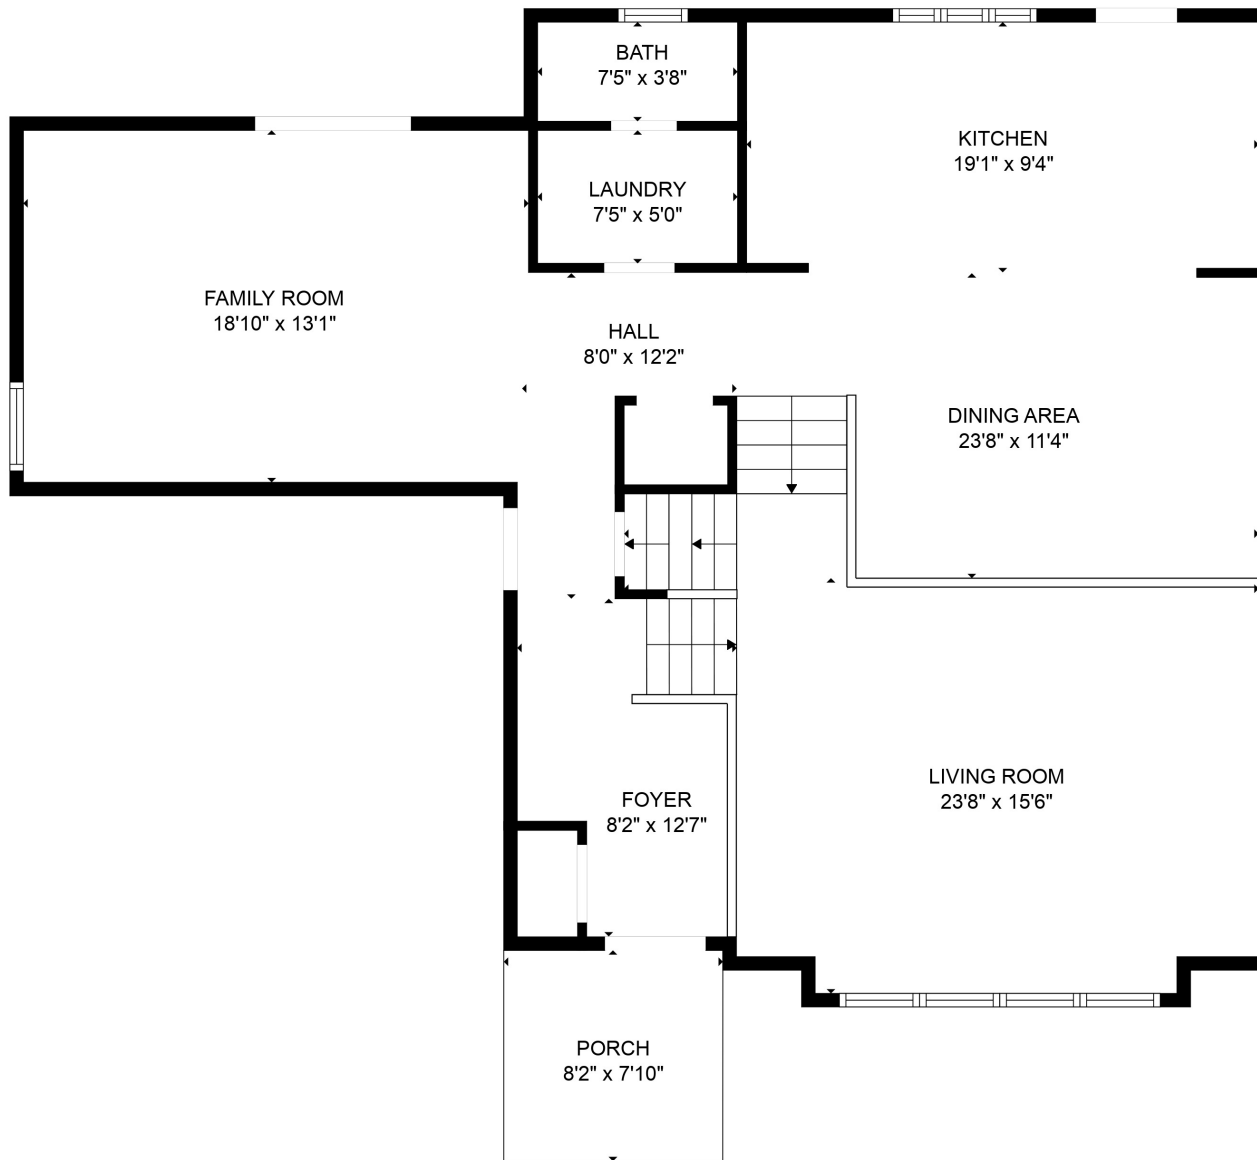 BATH
7'5" x 3'8"
KITCHEN
19'1" x 9'4"
LAUNDRY
7'5" x 5'0"
FAMILY ROOM
18'10" x 13'1"
HALL
8'0" x 12'2"
DINING AREA
23'8" x 11'4"
LIVING ROOM
23'8" x 15'6"
FOYER
8'2" x 12'7"
PORCH
8'2" x 7'10"